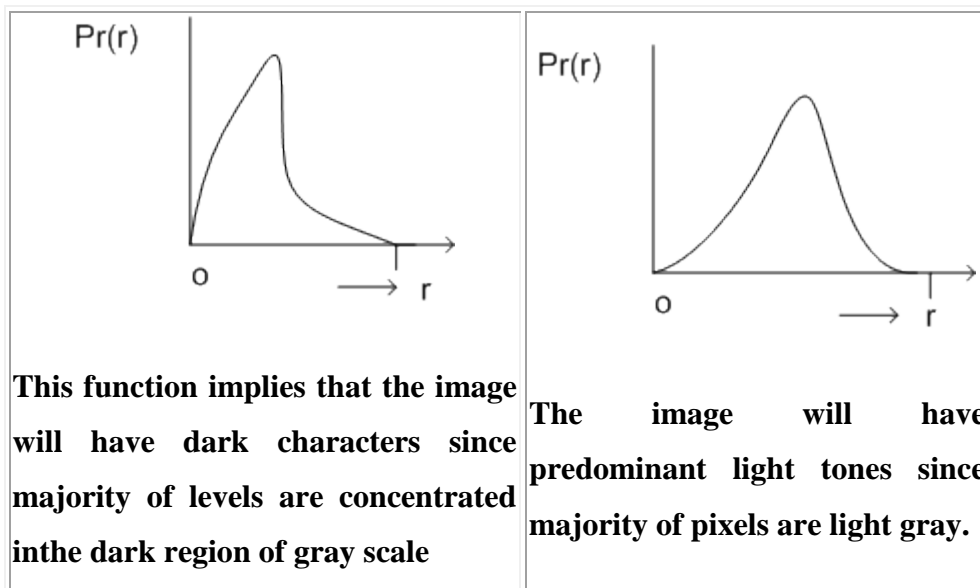 Pr(r)
o
r
This function implies that the image
will have dark characters since
majority of levels are concentrated
inthe dark region of gray scale
Pr(r)
o
r
The image will have
predominant light tones since
majority of pixels are light gray.